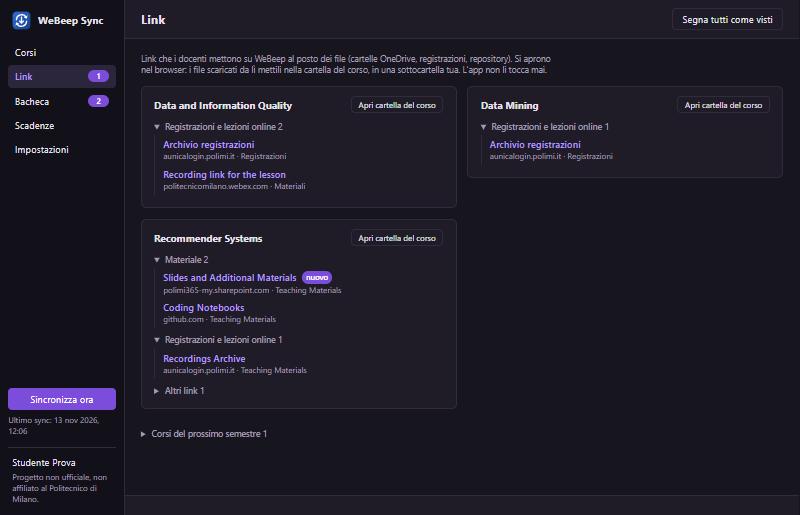 WeBeep Sync
Corsi
Link 1
Bacheca 2
Scadenze
Impostazioni
Sincronizza ora
Ultimo sync: 13 nov 2026,
12:06
Studente Prova
Progetto non ufficiale, non
affiliato al Politecnico di
Milano.
Link
Segna tutti come visti
Link che i docenti mettono su WeBeep al posto dei file (cartelle OneDrive, registrazioni, repository). Si aprono
nel browser: i file scaricati da lì mettili nella cartella del corso, in una sottocartella tua. L'app non li tocca mai.
Data and Information Quality
Apri cartella del corso
Registrazioni e lezioni online 2
Archivio registrazioni
aunicalogin.polimi.it · Registrazioni
Recording link for the lesson
politecnicomilano.webex.com · Materiali
Data Mining
Apri cartella del corso
Registrazioni e lezioni online 1
Archivio registrazioni
aunicalogin.polimi.it · Registrazioni
Recommender Systems
Apri cartella del corso
Materiale 2
Slides and Additional Materials nuovo
polimi365-my.sharepoint.com · Teaching Materials
Coding Notebooks
github.com · Teaching Materials
Registrazioni e lezioni online 1
Recordings Archive
aunicalogin.polimi.it · Teaching Materials
Altri link 1
Corsi del prossimo semestre 1